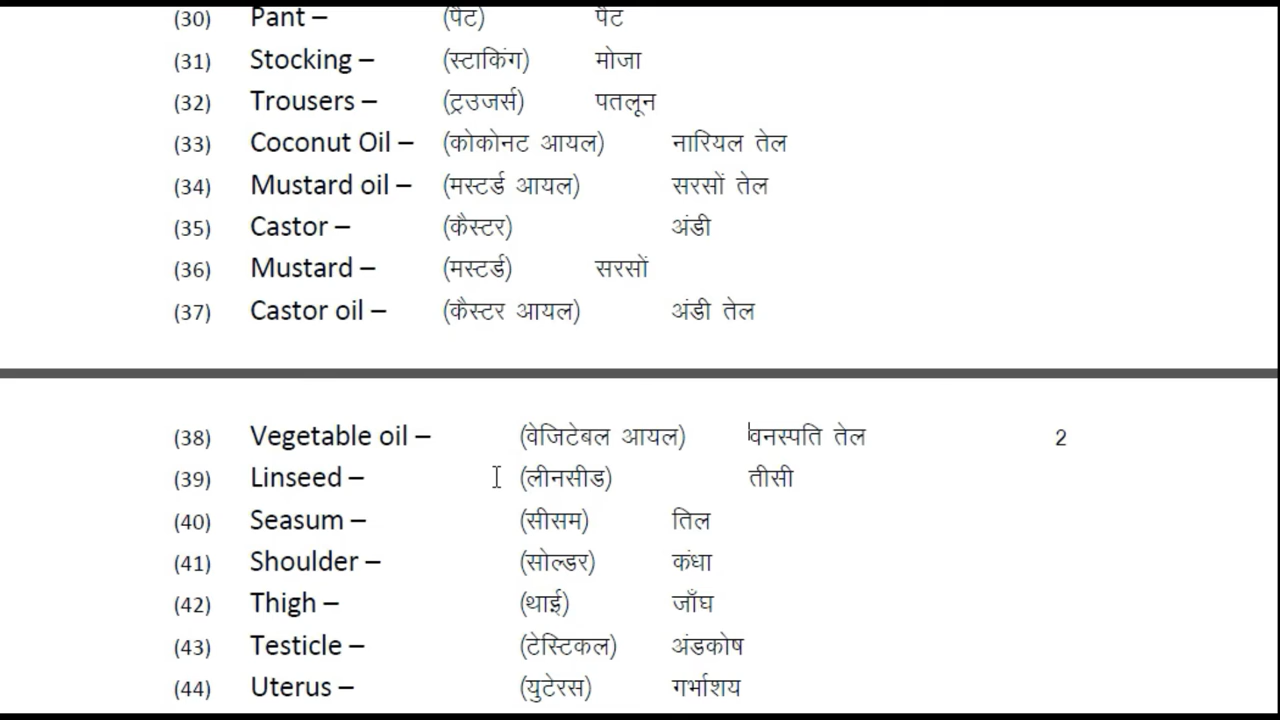 (30) Pant – (पैंट) पैंट
(31) Stocking – (स्टाकिंग) मोजा
(32) Trousers – (ट्रउजर्स) पतलून
(33) Coconut Oil – (कोकोनट आयल) नारियल तेल
(34) Mustard oil – (मस्टर्ड आयल) सरसों तेल
(35) Castor – (कैस्टर) अंडी
(36) Mustard – (मस्टर्ड) सरसों
(37) Castor oil – (कैस्टर आयल) अंडी तेल
(38) Vegetable oil – (वेजिटेबल आयल) वनस्पति तेल 2
(39) Linseed – (लीनसीड) तीसी
(40) Seasum – (सीसम) तिल
(41) Shoulder – (सोल्डर) कंधा
(42) Thigh – (थाई) जाँघ
(43) Testicle – (टेस्टिकल) अंडकोष
(44) Uterus – (युटेरस) गर्भाशय